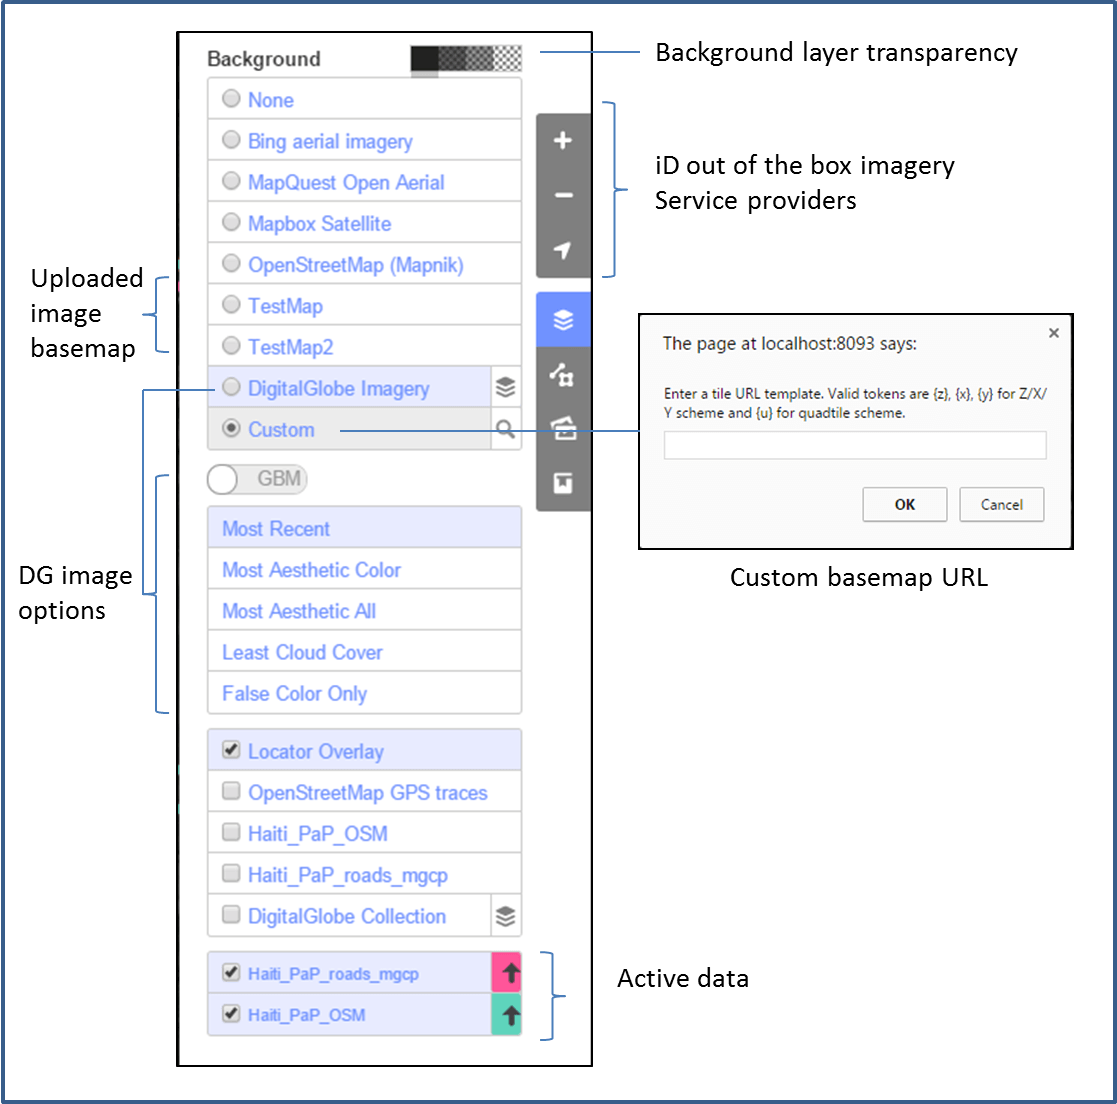 Background
Background layer transparency
None
Bing aerial imagery
MapQuest Open Aerial
Mapbox Satellite
OpenStreetMap (Mapnik)
TestMap
TestMap2
DigitalGlobe Imagery
Custom
iD out of the box imagery
Service providers
Uploaded
image
basemap
The page at localhost:8093 says:
Enter a tile URL template. Valid tokens are {z}, {x}, {y} for Z/X/
Y scheme and {u} for quadtile scheme.
OK
Cancel
Custom basemap URL
GBM
DG image
options
Most Recent
Most Aesthetic Color
Most Aesthetic All
Least Cloud Cover
False Color Only
Locator Overlay
OpenStreetMap GPS traces
Haiti_PaP_OSM
Haiti_PaP_roads_mgcp
DigitalGlobe Collection
Haiti_PaP_roads_mgcp
Haiti_PaP_OSM
Active data